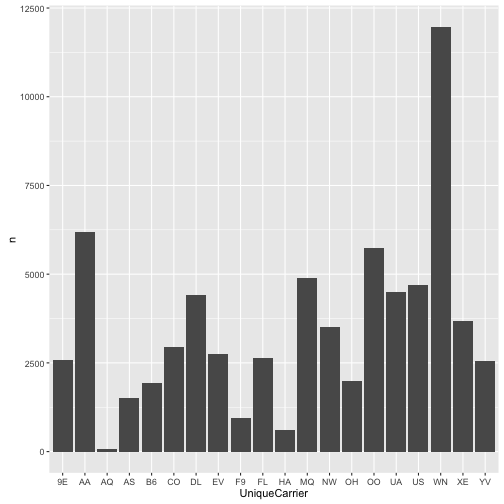 12500
10000
7500
5000
2500
0
n
9E AA AQ AS B6 CO DL EV F9 FL HA MQ NW OH OO UA US WN XE YV
UniqueCarrier